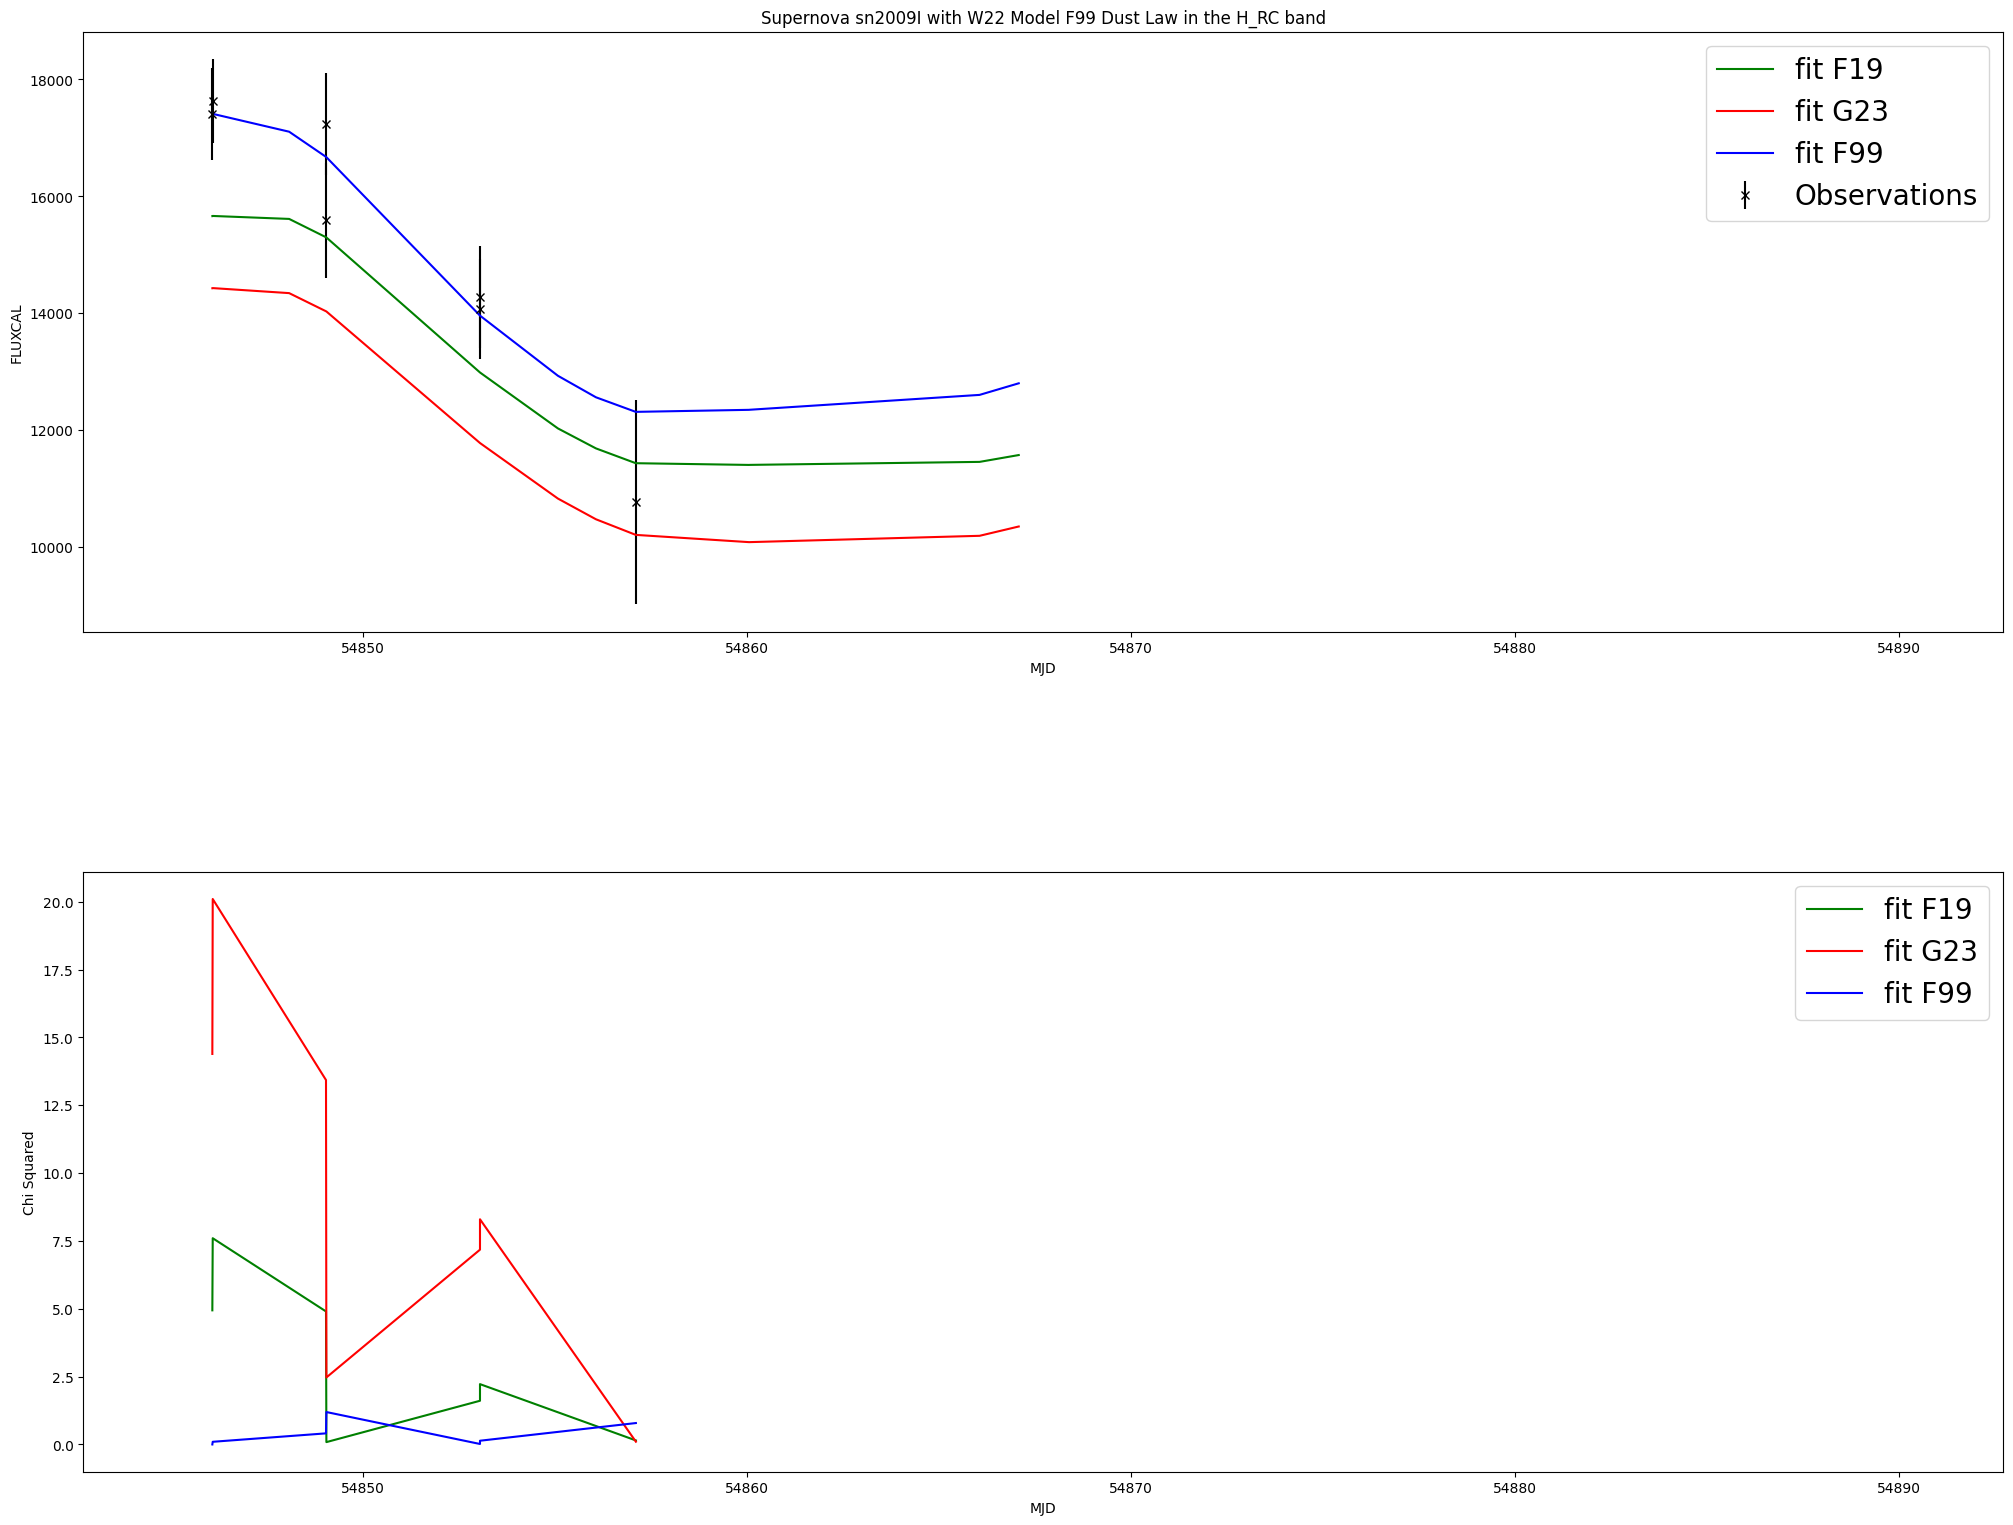 Supernova sn2009I with W22 Model F99 Dust Law in the H_RC band
18000
16000
14000
12000
10000
FLUXCAL
fit F19
fit G23
fit F99
Observations
54850
54860
54870
54880
54890
MJD
20.0
17.5
15.0
12.5
10.0
7.5
5.0
2.5
0.0
Chi Squared
fit F19
fit G23
fit F99
54850
54860
54870
54880
54890
MJD